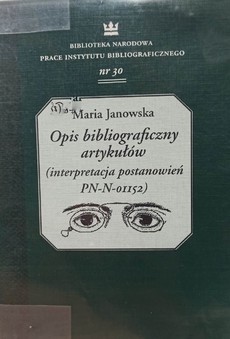 BIBLIOTEKA NARODOWA
PRACE INSTYTUTU BIBLIOGRAFICZNEGO
nr 30
Maria Janowska
Opis bibliograficzny
artykułów
(interpretacja postanowień
PN-N-01152)